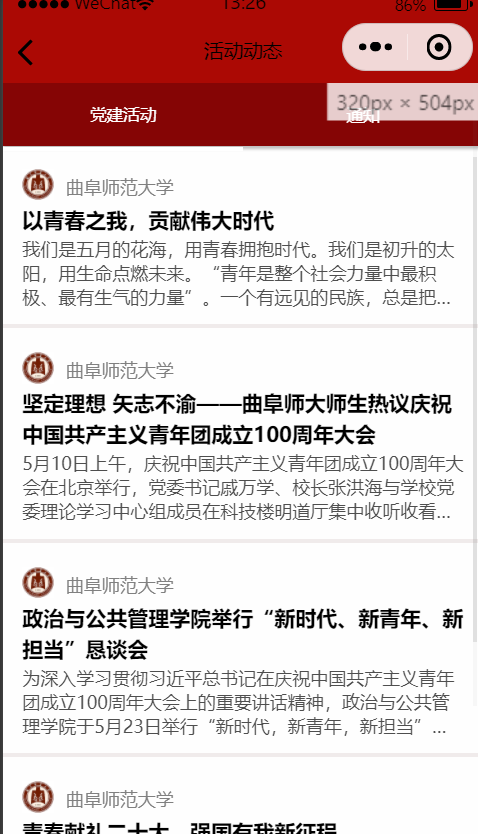 WeChat 13:26 86%
活动动态
320px × 504px
党建活动 通知
曲阜师范大学
以青春之我，贡献伟大时代
我们是五月的花海，用青春拥抱时代。我们是初升的太
阳，用生命点燃未来。“青年是整个社会力量中最积
极、最有生气的力量”。一个有远见的民族，总是把...
曲阜师范大学
坚定理想 矢志不渝——曲阜师大师生热议庆祝
中国共产主义青年团成立100周年大会
5月10日上午，庆祝中国共产主义青年团成立100周年大
会在北京举行，党委书记戚万学、校长张洪海与学校党
委理论学习中心组成员在科技楼明道厅集中收听收看...
曲阜师范大学
政治与公共管理学院举行“新时代、新青年、新
担当”恳谈会
为深入学习贯彻习近平总书记在庆祝中国共产主义青年
团成立100周年大会上的重要讲话精神，政治与公共管
理学院于5月23日举行“新时代，新青年，新担当”...
曲阜师范大学
青春献礼二十大，强国有我新征程